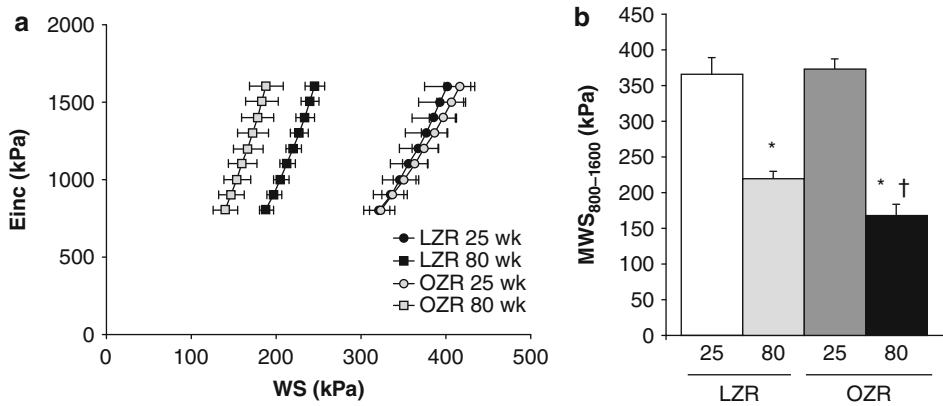 a
2000
1500
1000
500
0
Einc (kPa)
0 100 200 300 400 500
WS (kPa)
LZR 25 wk
LZR 80 wk
OZR 25 wk
OZR 80 wk
b
450
400
350
300
250
200
150
100
50
0
MWS800–1600 (kPa)
*
* †
25 80 25 80
LZR OZR